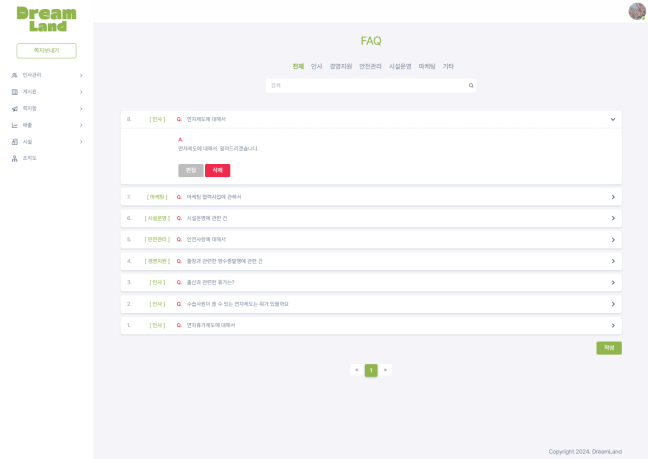 Dream
Land
쪽지보내기
인사관리
게시판
쪽지함
매출
시설
조직도
FAQ
전체 인사 경영지원 안전관리 시설운영 마케팅 기타
검색
8. [ 인사 ] Q. 연차제도에 대해서
A.
연차제도에 대해서 알려드리겠습니다.
편집 삭제
7. [ 마케팅 ] Q. 마케팅 협력사업에 관해서
6. [ 시설운영 ] Q. 시설운영에 관한 건
5. [ 안전관리 ] Q. 안전사항에 대해서
4. [ 경영지원 ] Q. 출장과 관련한 영수증발행에 관한 건
3. [ 인사 ] Q. 출산과 관련한 휴가는?
2. [ 인사 ] Q. 수습사원이 쓸 수 있는 연차제도는 뭐가 있을까요
1. [ 인사 ] Q. 연차휴가제도에 대해서
작성
« 1 »
Copyright 2024. DreamLand